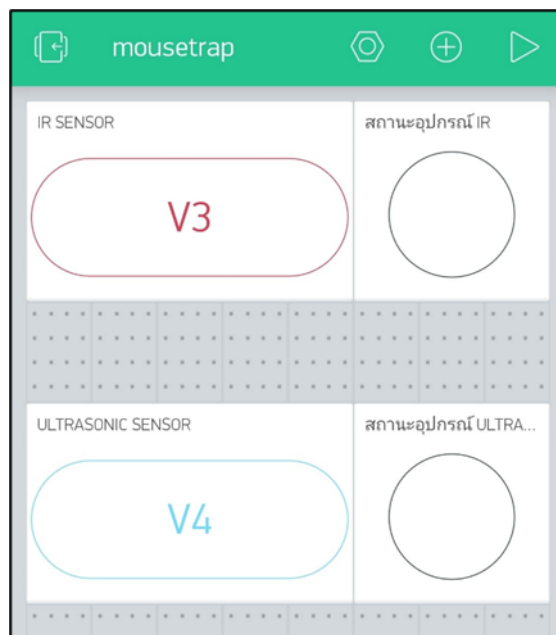 mousetrap
IR SENSOR
สถานะอุปกรณ์ IR
V3
ULTRASONIC SENSOR
สถานะอุปกรณ์ ULTRA...
V4